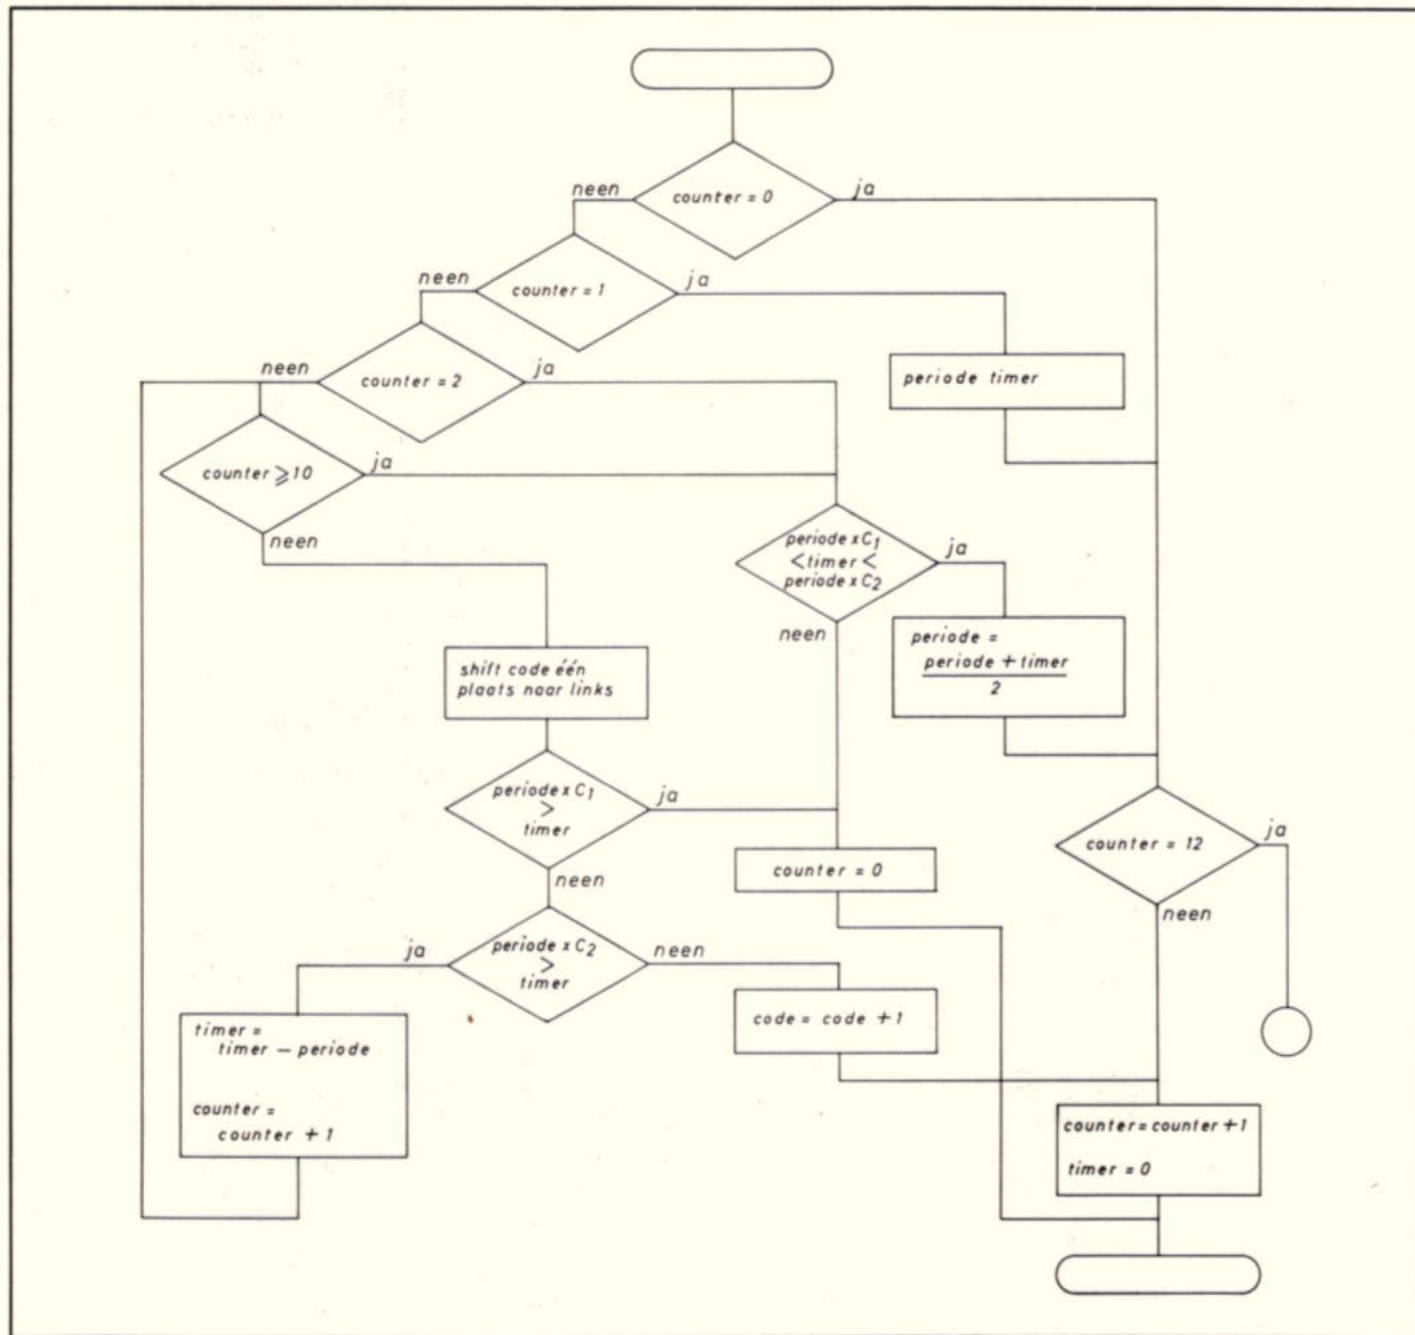 counter = 0
neen
ja
counter = 1
neen
ja
counter = 2
neen
ja
periode timer
counter ⩾ 10
ja
neen
periode x C1
< timer <
periode x C2
ja
neen
periode =
periode + timer
2
shift code één
plaats naar links
periode x C1
>
timer
ja
neen
counter = 0
counter = 12
ja
neen
periode x C2
>
timer
ja
neen
code = code + 1
timer =
timer – periode
counter =
counter + 1
counter = counter + 1
timer = 0